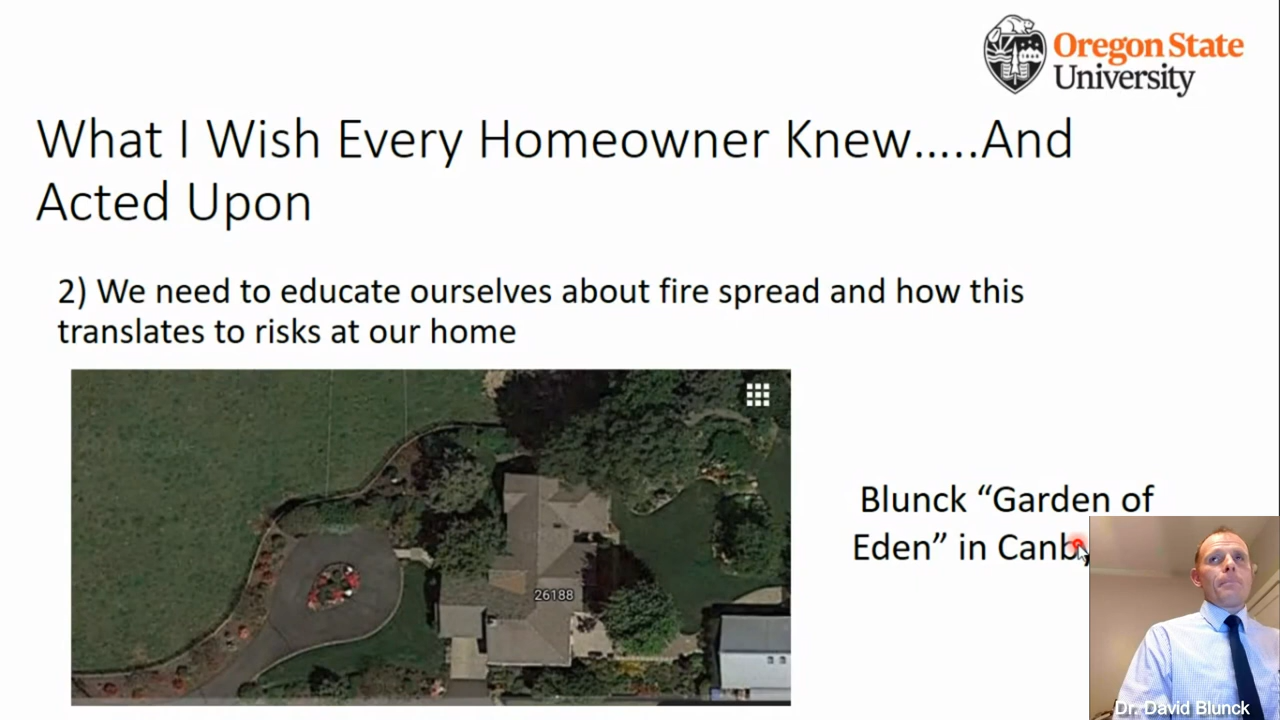 Oregon State
University
What I Wish Every Homeowner Knew.....And
Acted Upon
2) We need to educate ourselves about fire spread and how this
translates to risks at our home
26188
Blunck “Garden of
Eden” in
Dr. David Blunck